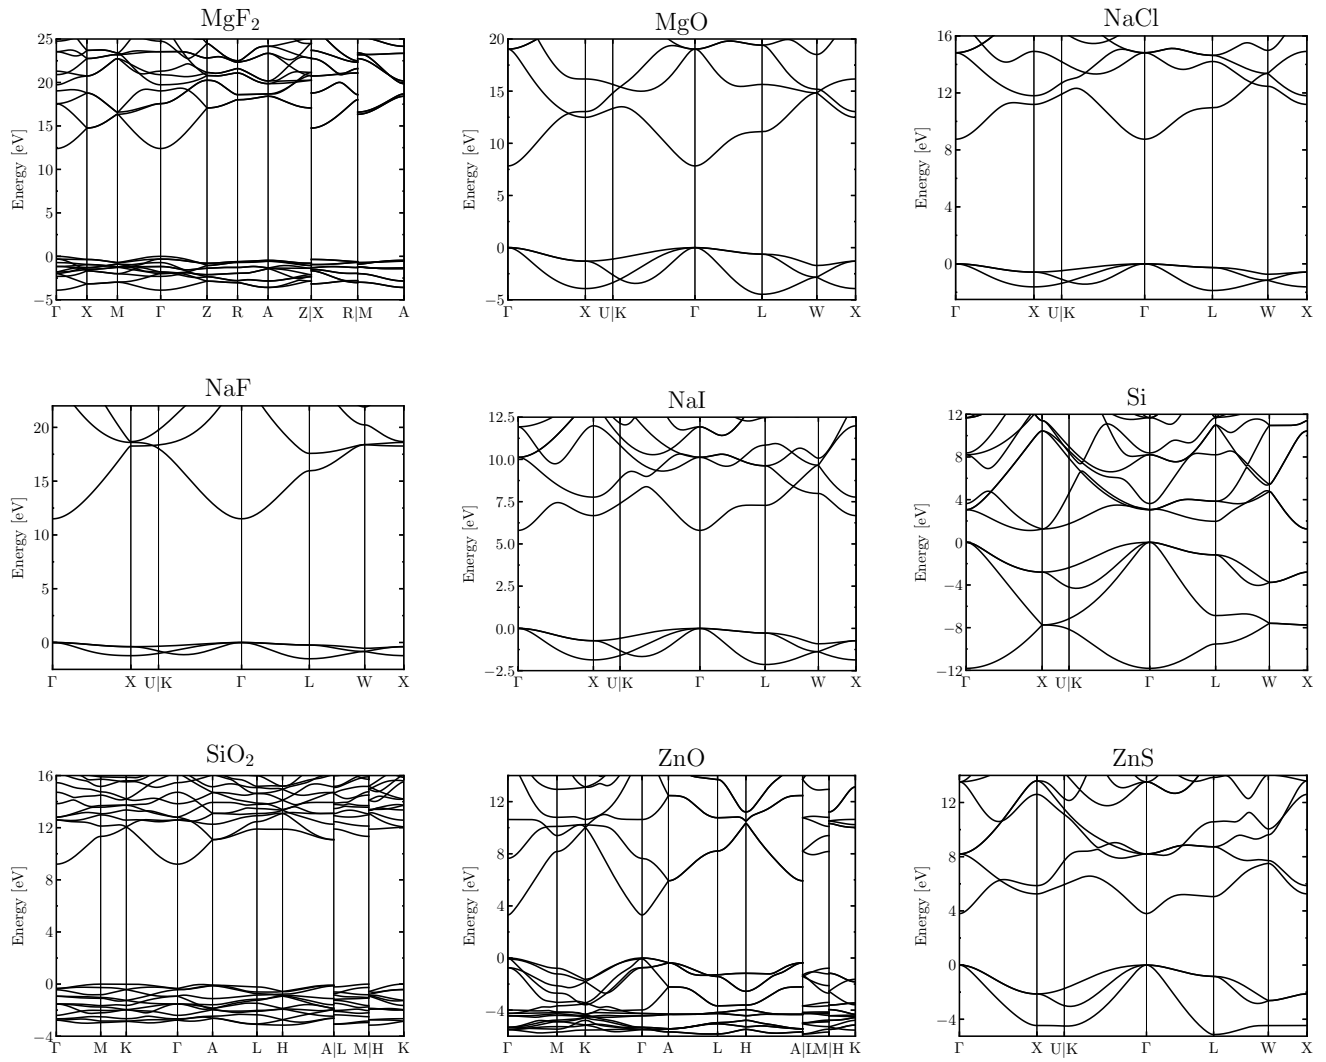 MgF2
Energy [eV]
25
20
15
10
5
0
−5
Γ X M Γ Z R A Z|X R|M A
MgO
Energy [eV]
20
15
10
5
0
−5
Γ X U|K Γ L W X
NaCl
Energy [eV]
16
12
8
4
0
Γ X U|K Γ L W X
NaF
Energy [eV]
20
15
10
5
0
Γ X U|K Γ L W X
NaI
Energy [eV]
12.5
10.0
7.5
5.0
2.5
0.0
−2.5
Γ X U|K Γ L W X
Si
Energy [eV]
12
8
4
0
−4
−8
−12
Γ X U|K Γ L W X
SiO2
Energy [eV]
16
12
8
4
0
−4
Γ M K Γ A L H A|L M|H K
ZnO
Energy [eV]
12
8
4
0
−4
Γ M K Γ A L H A|LM|H K
ZnS
Energy [eV]
12
8
4
0
−4
Γ X U|K Γ L W X